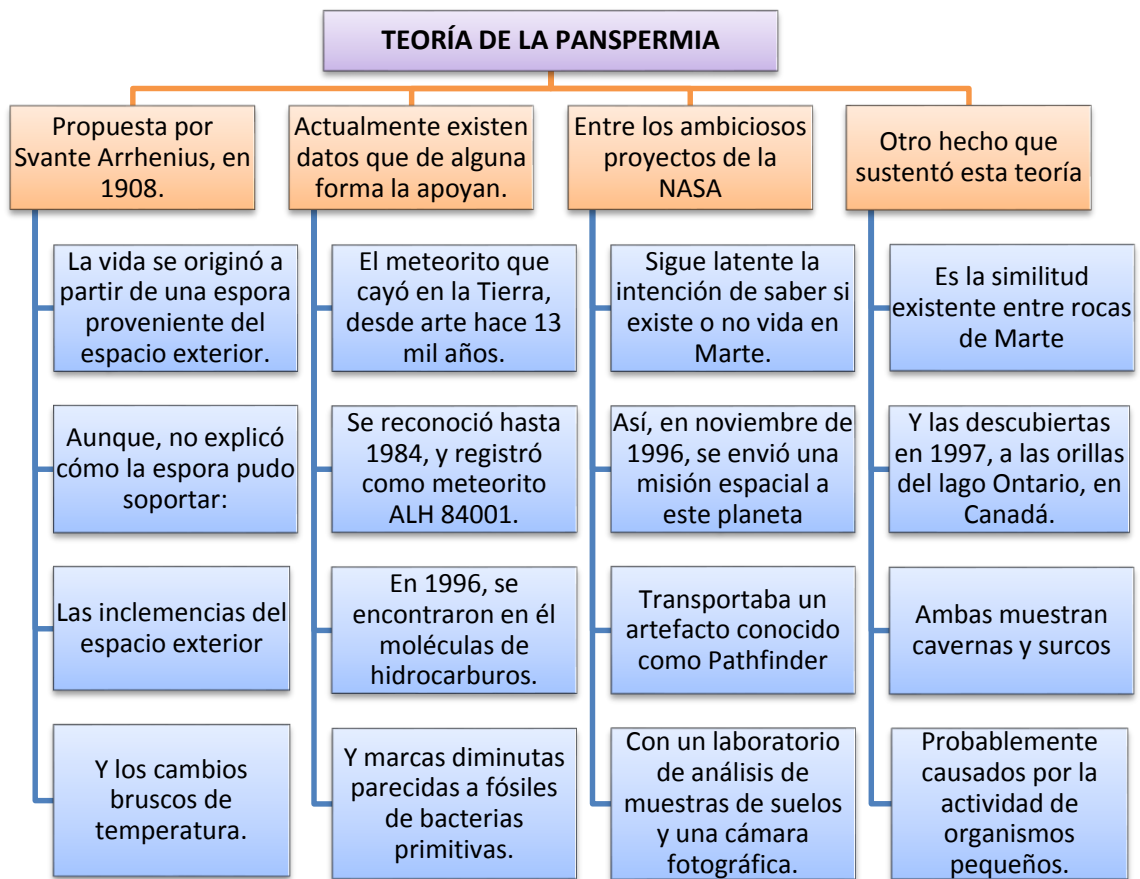 TEORÍA DE LA PANSPERMIA
Propuesta por
Svante Arrhenius, en
1908.
La vida se originó a
partir de una espora
proveniente del
espacio exterior.
Aunque, no explicó
cómo la espora pudo
soportar:
Las inclemencias del
espacio exterior
Y los cambios
bruscos de
temperatura.
Actualmente existen
datos que de alguna
forma la apoyan.
El meteorito que
cayó en la Tierra,
desde arte hace 13
mil años.
Se reconoció hasta
1984, y registró
como meteorito
ALH 84001.
En 1996, se
encontraron en él
moléculas de
hidrocarburos.
Y marcas diminutas
parecidas a fósiles
de bacterias
primitivas.
Entre los ambiciosos
proyectos de la
NASA
Sigue latente la
intención de saber si
existe o no vida en
Marte.
Así, en noviembre de
1996, se envió una
misión espacial a
este planeta
Transportaba un
artefacto conocido
como Pathfinder
Con un laboratorio
de análisis de
muestras de suelos
y una cámara
fotográfica.
Otro hecho que
sustentó esta teoría
Es la similitud
existente entre rocas
de Marte
Y las descubiertas
en 1997, a las orillas
del lago Ontario, en
Canadá.
Ambas muestran
cavernas y surcos
Probablemente
causados por la
actividad de
organismos
pequeños.